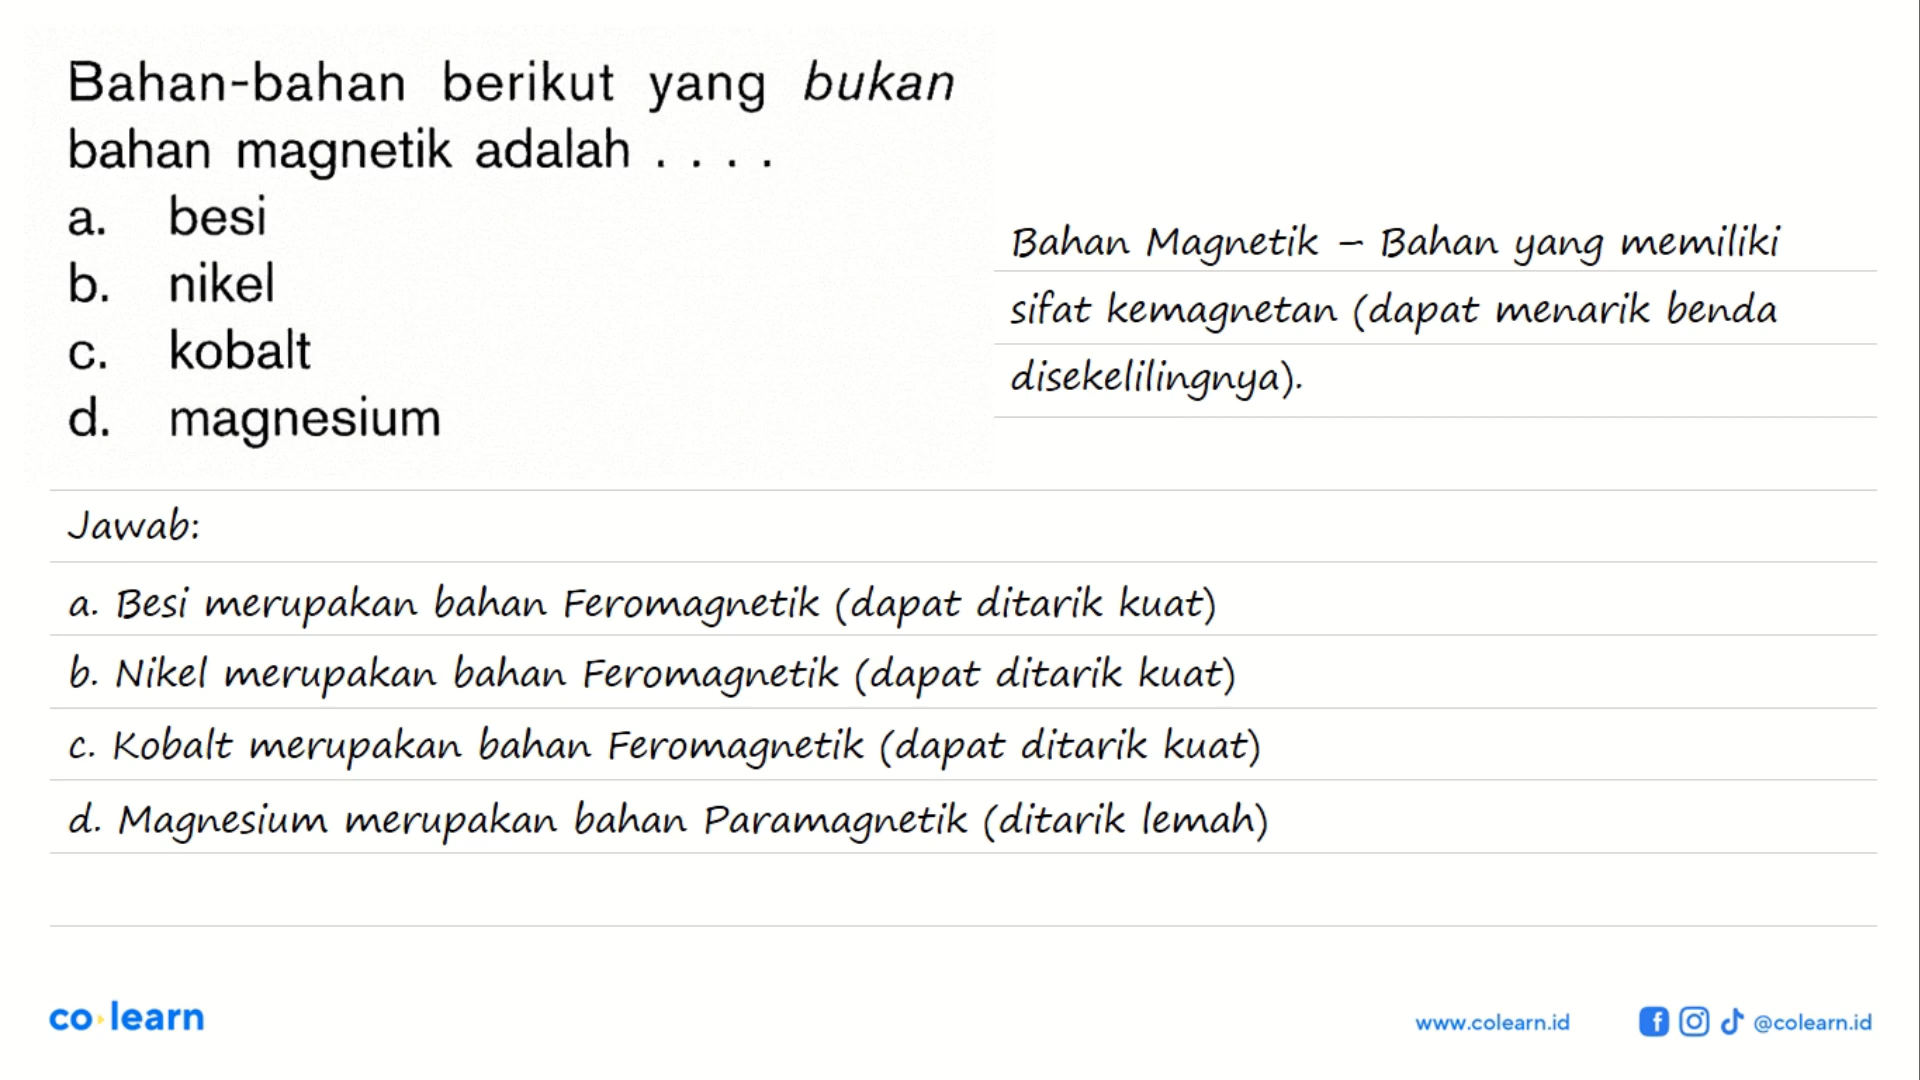 Bahan-bahan berikut yang bukan
bahan magnetik adalah . . . .
a. besi
b. nikel
c. kobalt
d. magnesium
Bahan Magnetik – Bahan yang memiliki
sifat kemagnetan (dapat menarik benda
disekelilingnya).
Jawab:
a. Besi merupakan bahan Feromagnetik (dapat ditarik kuat)
b. Nikel merupakan bahan Feromagnetik (dapat ditarik kuat)
c. Kobalt merupakan bahan Feromagnetik (dapat ditarik kuat)
d. Magnesium merupakan bahan Paramagnetik (ditarik lemah)
co learn
www.colearn.id
@colearn.id